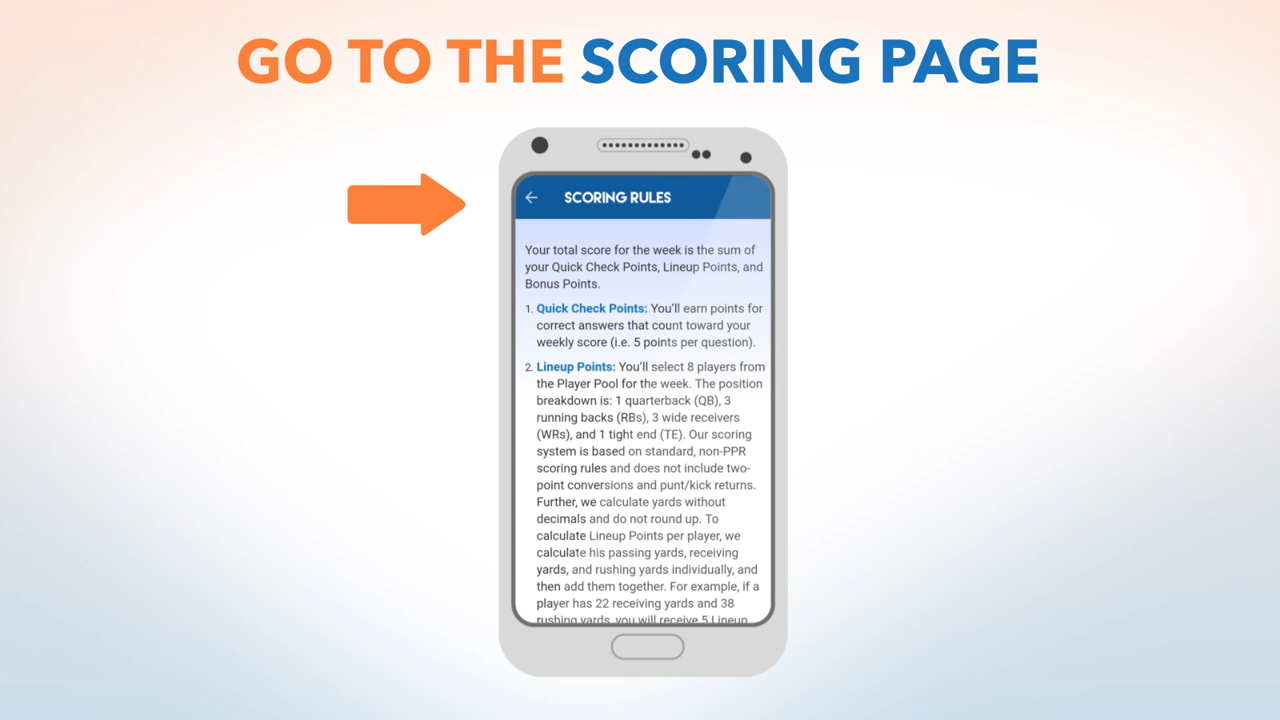 GO TO THE SCORING PAGE
SCORING RULES
Your total score for the week is the sum of
your Quick Check Points, Lineup Points, and
Bonus Points.
1. Quick Check Points: You'll earn points for
correct answers that count toward your
weekly score (i.e. 5 points per question).
2. Lineup Points: You'll select 8 players from
the Player Pool for the week. The position
breakdown is: 1 quarterback (QB), 3
running backs (RBs), 3 wide receivers
(WRs), and 1 tight end (TE). Our scoring
system is based on standard, non-PPR
scoring rules and does not include two-
point conversions and punt/kick returns.
Further, we calculate yards without
decimals and do not round up. To
calculate Lineup Points per player, we
calculate his passing yards, receiving
yards, and rushing yards individually, and
then add them together. For example, if a
player has 22 receiving yards and 38
rushing yards, you will receive 5 Lineup